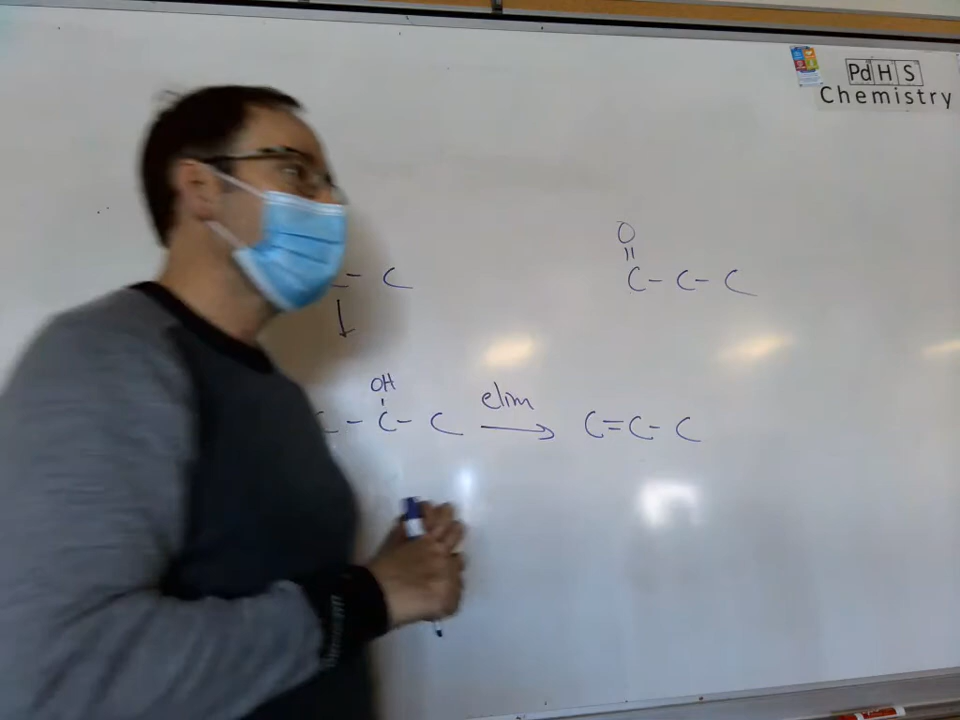 Pd H S
Chemistry
O
||
C - C
C - C - C
↓
OH
C - C - C
elim
→
C = C - C